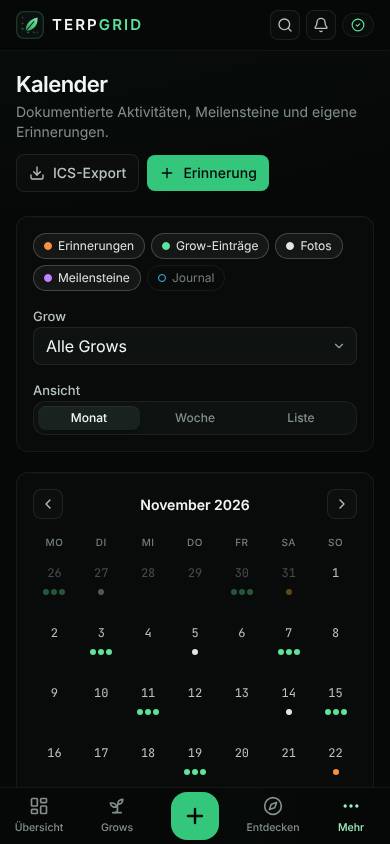 TERPGRID
Kalender
Dokumentierte Aktivitäten, Meilensteine und eigene
Erinnerungen.
ICS-Export
Erinnerung
Erinnerungen Grow-Einträge Fotos
Meilensteine Journal
Grow
Alle Grows
Ansicht
Monat Woche Liste
November 2026
MO DI MI DO FR SA SO
26 27 28 29 30 31 1
2 3 4 5 6 7 8
9 10 11 12 13 14 15
16 17 18 19 20 21 22
Übersicht Grows Entdecken Mehr